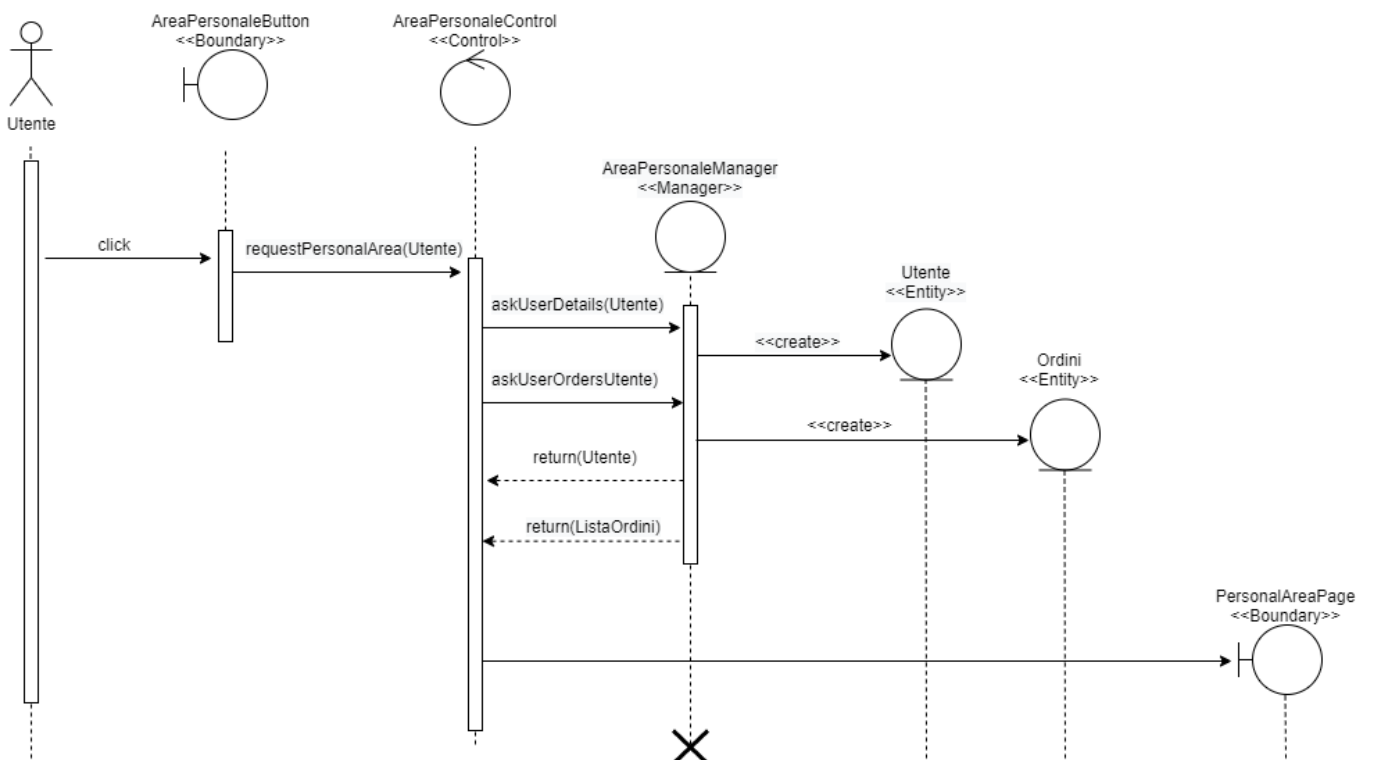 AreaPersonaleButton
<<Boundary>>
AreaPersonaleControl
<<Control>>
Utente
AreaPersonaleManager
<<Manager>>
click
requestPersonalArea(Utente)
Utente
<<Entity>>
askUserDetails(Utente)
<<create>>
Ordini
<<Entity>>
askUserOrdersUtente)
<<create>>
return(Utente)
return(ListaOrdini)
PersonalAreaPage
<<Boundary>>